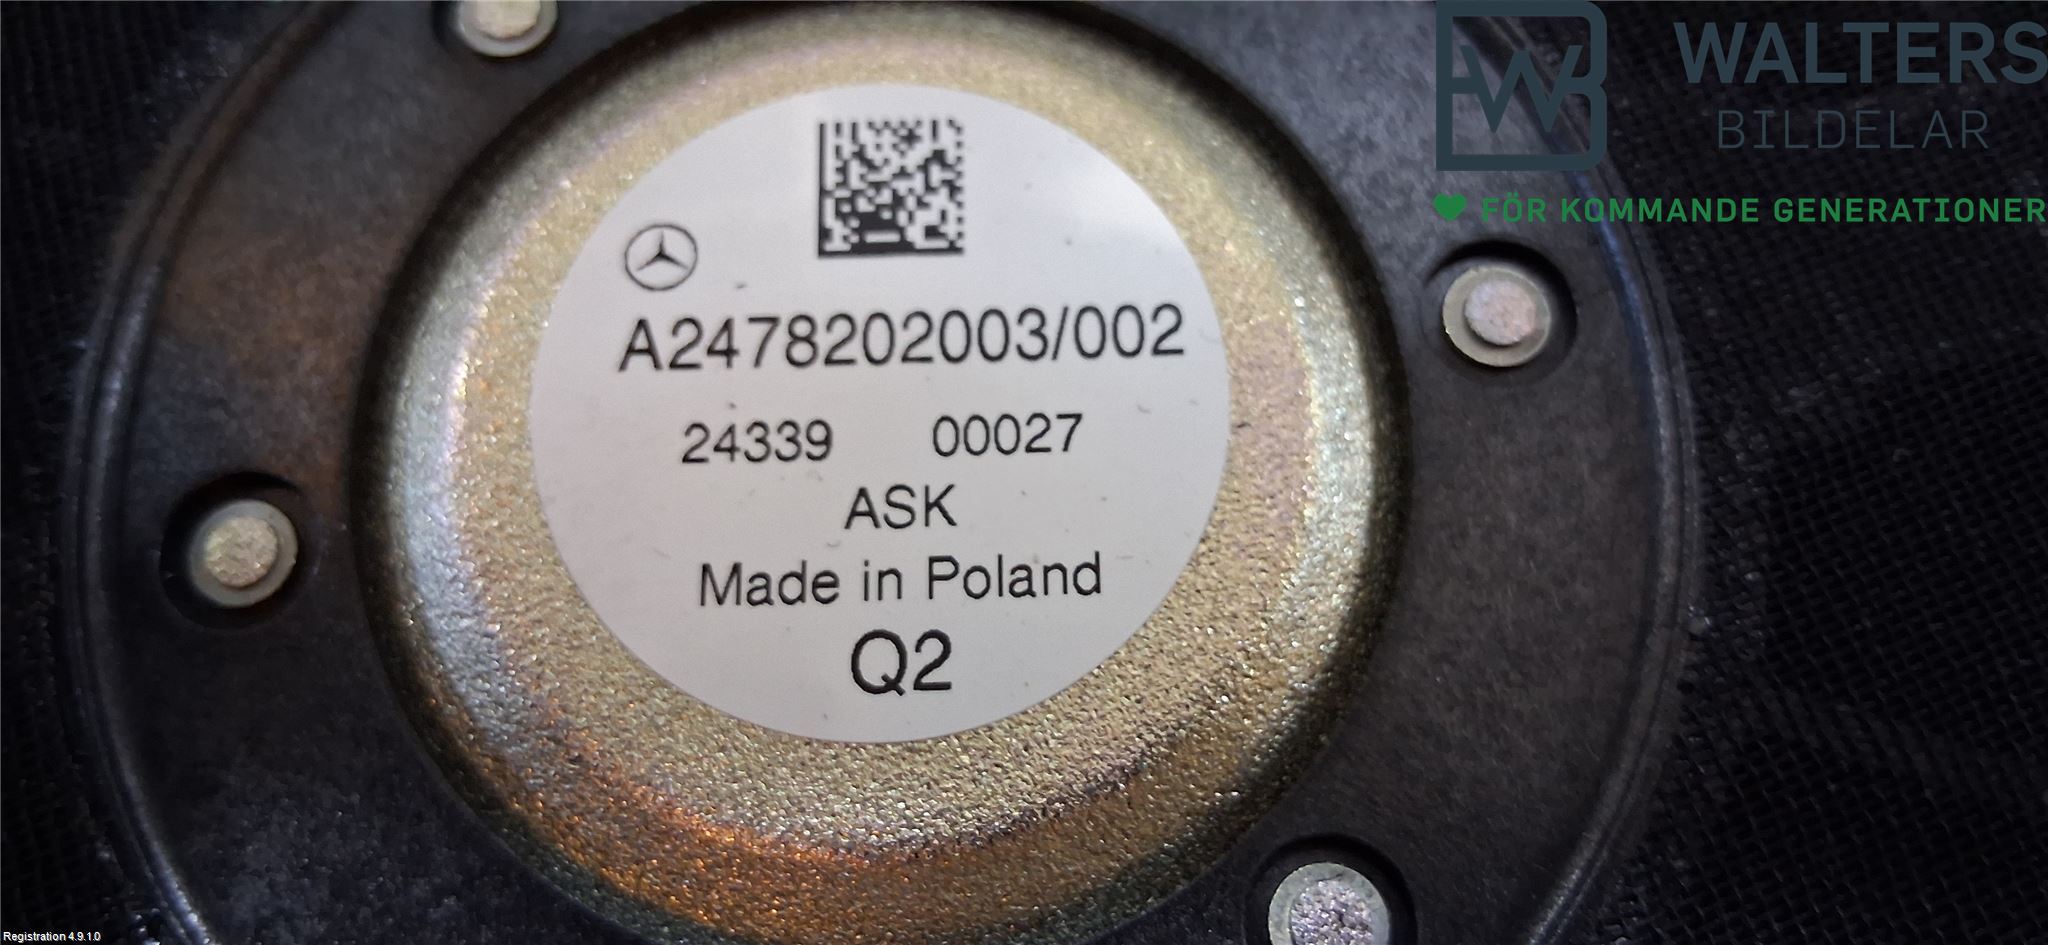 WALTERS
BILDELAR
FÖR KOMMANDE GENERATIONER
A2478202003/002
24339 00027
ASK
Made in Poland
Q2
Registration 4.9.1.0